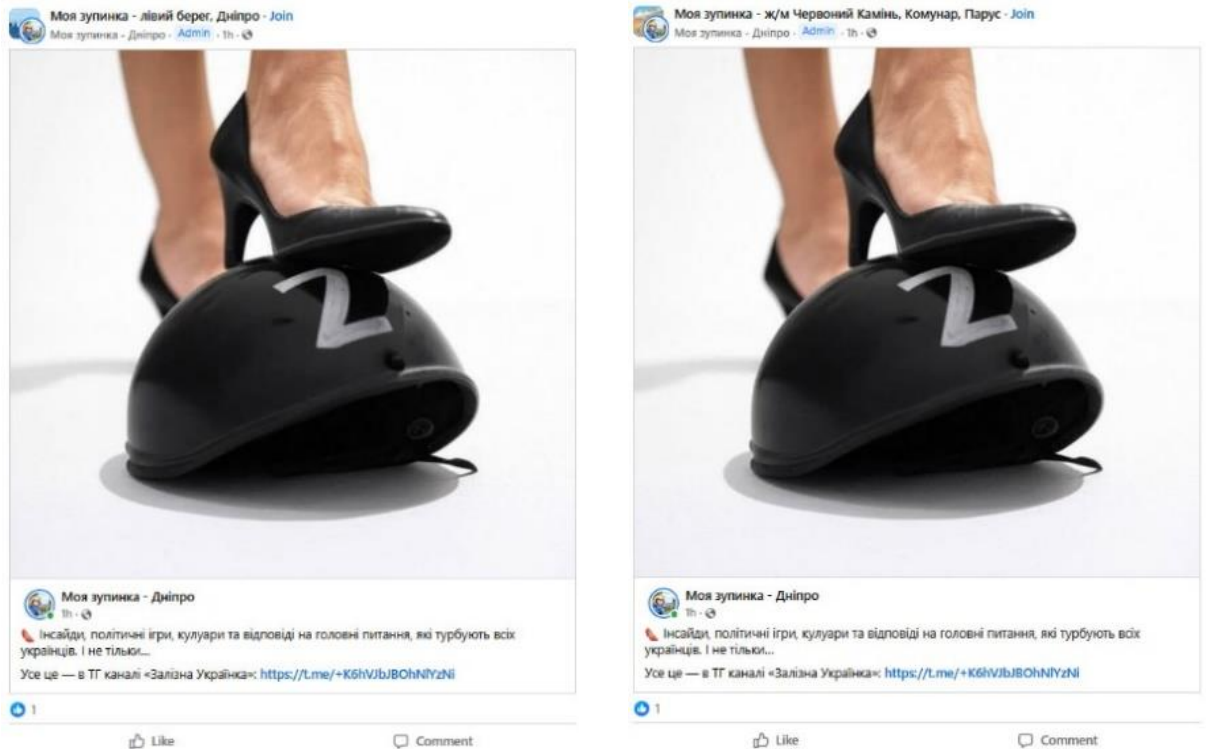 Моя зупинка - лівий берег, Дніпро · Join
Моя зупинка - Дніпро · Admin · 1h ·
Z
Моя зупинка - Дніпро
1h ·
Інсайди, політичні ігри, кулуари та відповіді на головні питання, які турбують всіх
українців. І не тільки...
Усе це — в ТГ каналі «Залізна Українка»: https://t.me/+K6hVJbJBOhNlYzNi
1
Like Comment
Моя зупинка - ж/м Червоний Камінь, Комунар, Парус · Join
Моя зупинка - Дніпро · Admin · 1h ·
Z
Моя зупинка - Дніпро
1h ·
Інсайди, політичні ігри, кулуари та відповіді на головні питання, які турбують всіх
українців. І не тільки...
Усе це — в ТГ каналі «Залізна Українка»: https://t.me/+K6hVJbJBOhNlYzNi
1
Like Comment